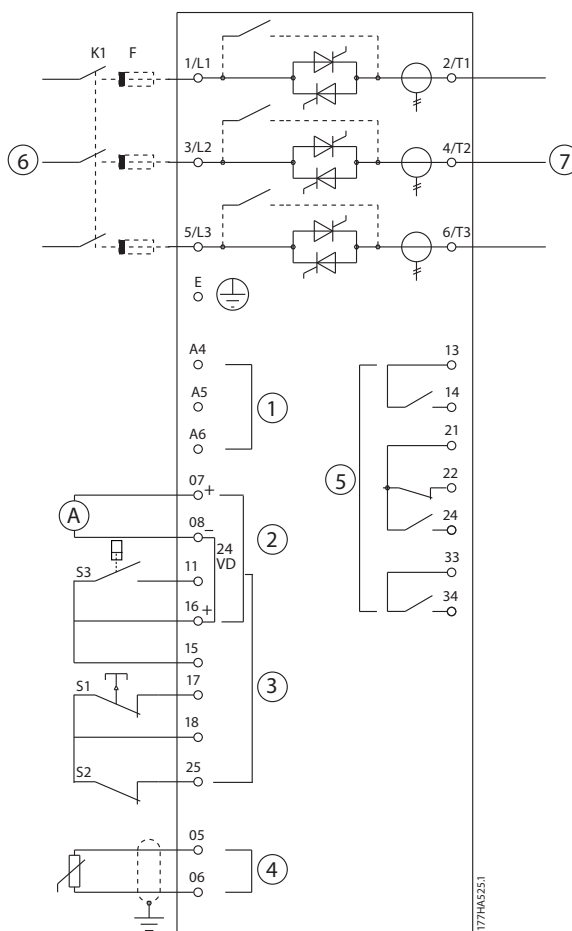 K1 F 1/L1 2/T1
6 3/L2 4/T2 7
5/L3 6/T3
E
A4 13
A5 1 14
A6 21
07 + 5 22
A 08 – 2 24
24
VD
S3 11 33
16 + 34
15
S1 17 3
18
S2 25
05
4
06
177HA525.1